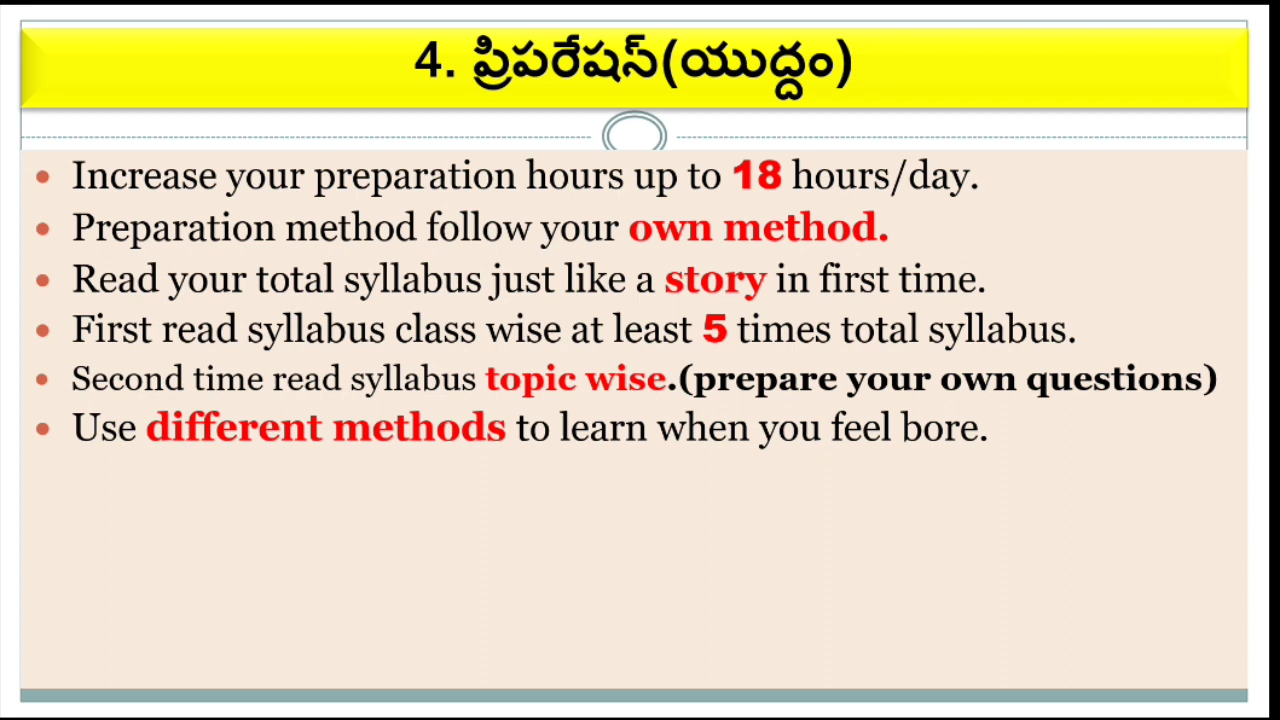 4. ప్రిపరేషన్(యుద్దం)
• Increase your preparation hours up to 18 hours/day.
• Preparation method follow your own method.
• Read your total syllabus just like a story in first time.
• First read syllabus class wise at least 5 times total syllabus.
• Second time read syllabus topic wise.(prepare your own questions)
• Use different methods to learn when you feel bore.